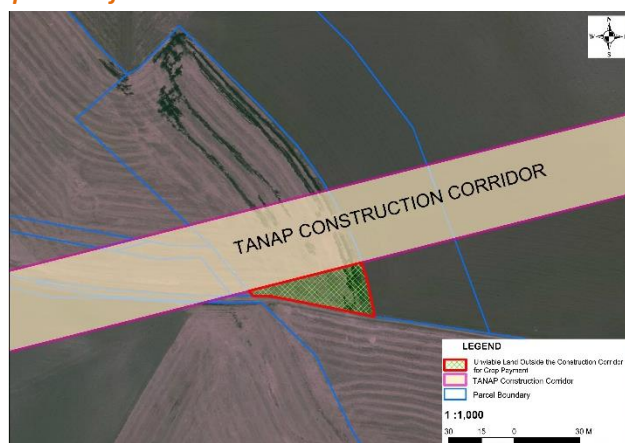 N
W
S
TANAP CONSTRUCTION CORRIDOR
LEGEND
Unviable Land Outside the Construction Corridor
for Crop Payment
TANAP Construction Corridor
Parcel Boundary
1 :1,000
30 15 0 30 M